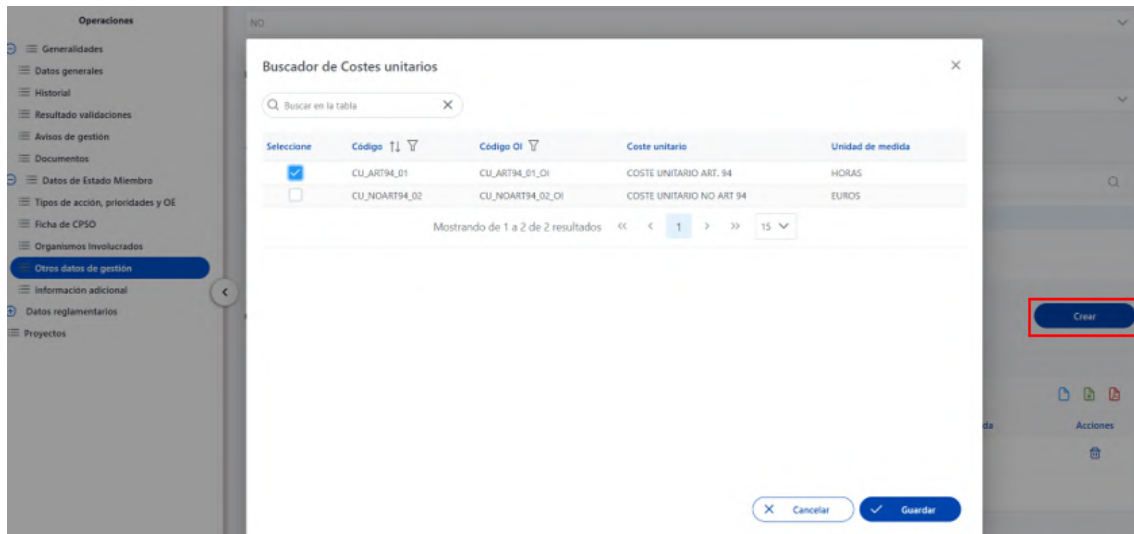 Operaciones
Generalidades
Datos generales
Historial
Resultado validaciones
Avisos de gestión
Documentos
Datos de Estado Miembro
Tipos de acción, prioridades y OE
Ficha de CPSO
Organismos Involucrados
Otros datos de gestión
Información adicional
Datos reglamentarios
Proyectos
NO
Buscador de Costes unitarios
Buscar en la tabla
Seleccione Código Código OI Coste unitario Unidad de medida
CU_ART94_01 CU_ART94_01_OI COSTE UNITARIO ART. 94 HORAS
CU_NOART94_02 CU_NOART94_02_OI COSTE UNITARIO NO ART 94 EUROS
Mostrando de 1 a 2 de 2 resultados « < 1 > » 15
Cancelar Guardar
Crear
da Acciones